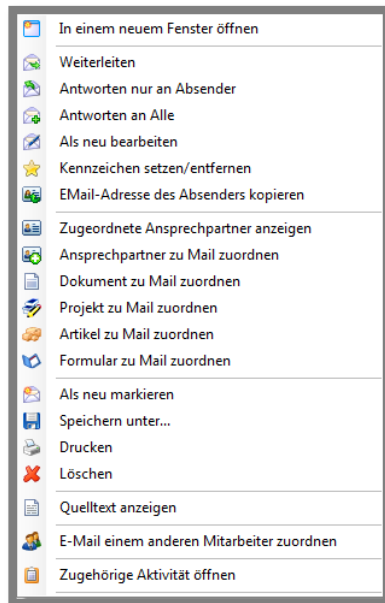 In einem neuem Fenster öffnen
Weiterleiten
Antworten nur an Absender
Antworten an Alle
Als neu bearbeiten
Kennzeichen setzen/entfernen
EMail-Adresse des Absenders kopieren
Zugeordnete Ansprechpartner anzeigen
Ansprechpartner zu Mail zuordnen
Dokument zu Mail zuordnen
Projekt zu Mail zuordnen
Artikel zu Mail zuordnen
Formular zu Mail zuordnen
Als neu markieren
Speichern unter...
Drucken
Löschen
Quelltext anzeigen
E-Mail einem anderen Mitarbeiter zuordnen
Zugehörige Aktivität öffnen